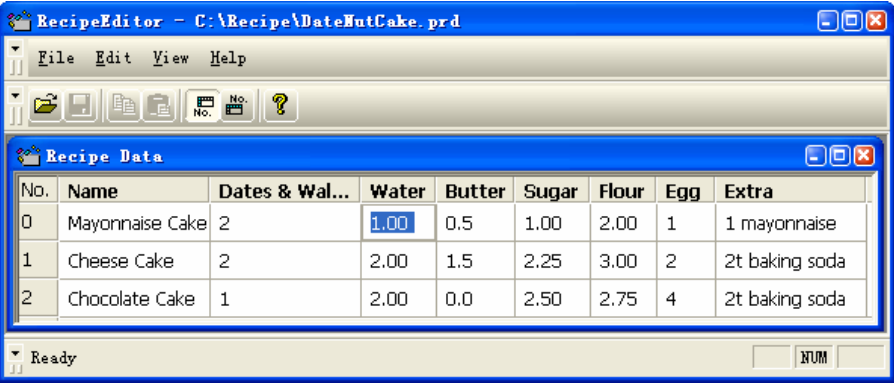 RecipeEditor - C:\Recipe\DateNutCake.prd
File Edit View Help
No. No. ?
Recipe Data
No. Name Dates & Wal... Water Butter Sugar Flour Egg Extra
0 Mayonnaise Cake 2 1.00 0.5 1.00 2.00 1 1 mayonnaise
1 Cheese Cake 2 2.00 1.5 2.25 3.00 2 2t baking soda
2 Chocolate Cake 1 2.00 0.0 2.50 2.75 4 2t baking soda
Ready NUM